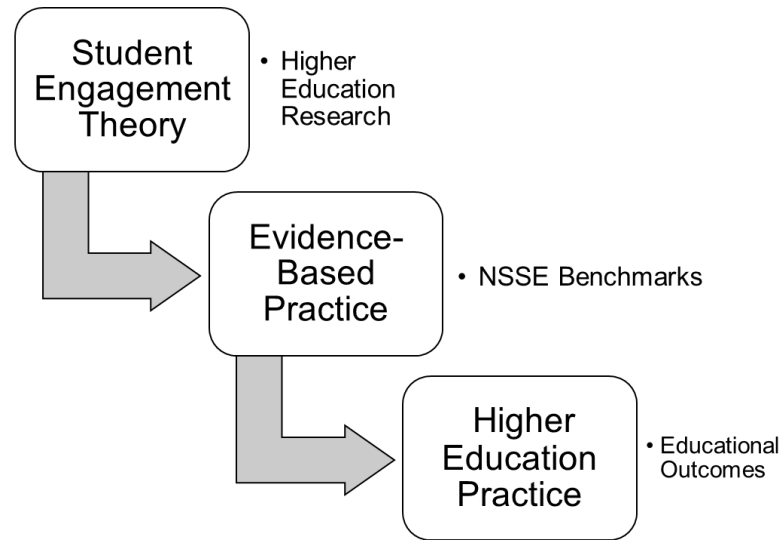 Student
Engagement
Theory
• Higher
Education
Research
Evidence-
Based
Practice
• NSSE Benchmarks
Higher
Education
Practice
• Educational
Outcomes